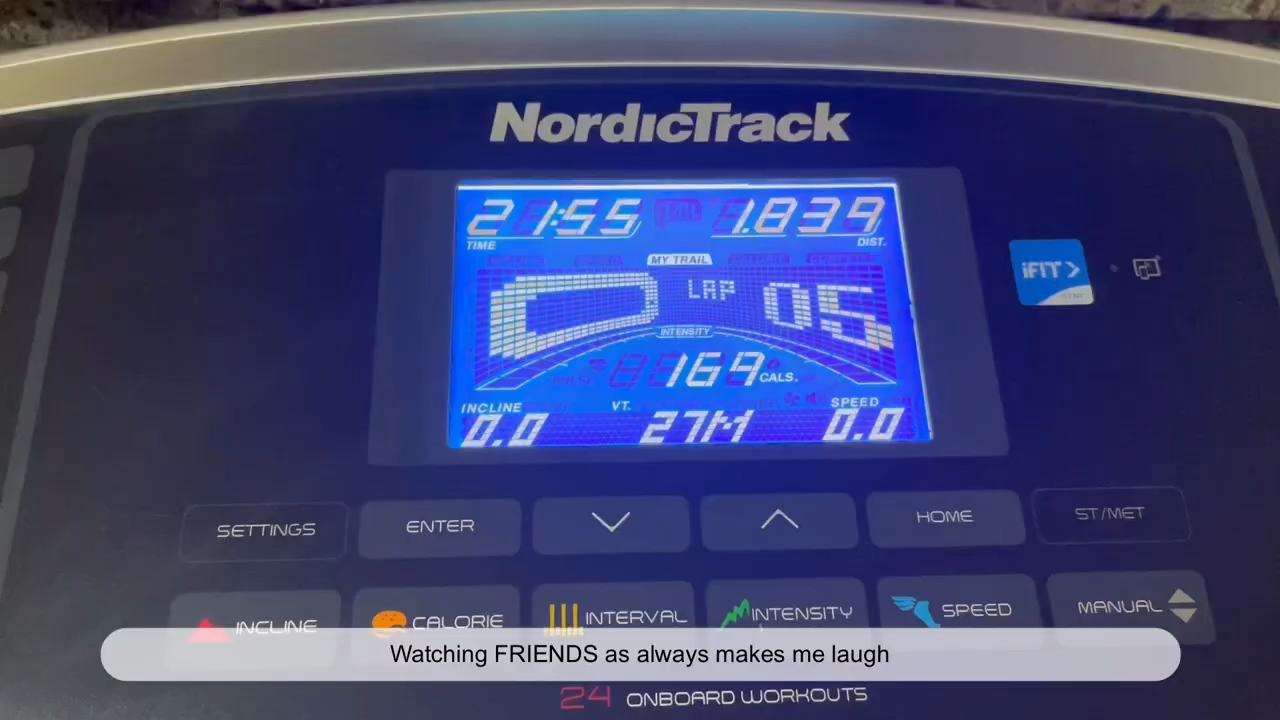 NordicTrack
21:55 1.839
TIME DIST.
MY TRAIL
LAP 05
INTENSITY
169 CALS.
INCLINE VT. SPEED
0.0 27M 0.0
iFIT
SETTINGS ENTER HOME ST/MET
INCLINE CALORIE INTERVAL INTENSITY SPEED MANUAL
Watching FRIENDS as always makes me laugh
24 ONBOARD WORKOUTS